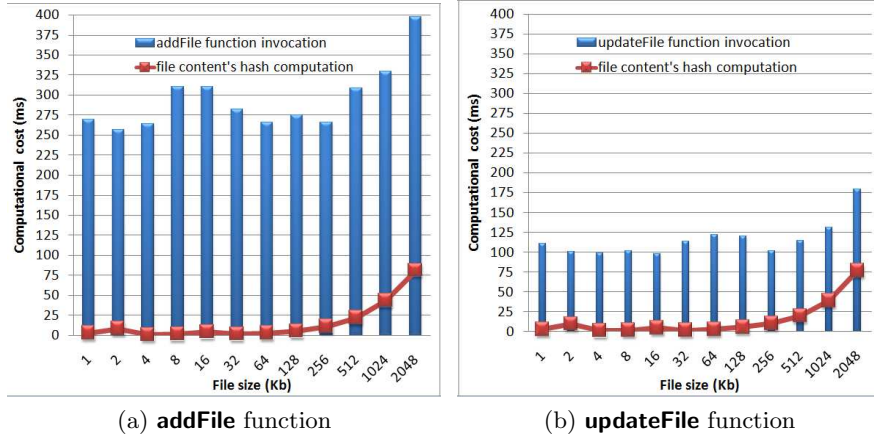 400
375
350
325
300
275
250
225
200
175
150
125
100
75
50
25
0
Computational cost (ms)
addFile function invocation
file content's hash computation
1 2 4 8 16 32 64 128 256 512 1024 2048
File size (Kb)
(a) addFile function
400
375
350
325
300
275
250
225
200
175
150
125
100
75
50
25
0
Computational cost (ms)
updateFile function invocation
file content's hash computation
1 2 4 8 16 32 64 128 256 512 1024 2048
File size (Kb)
(b) updateFile function